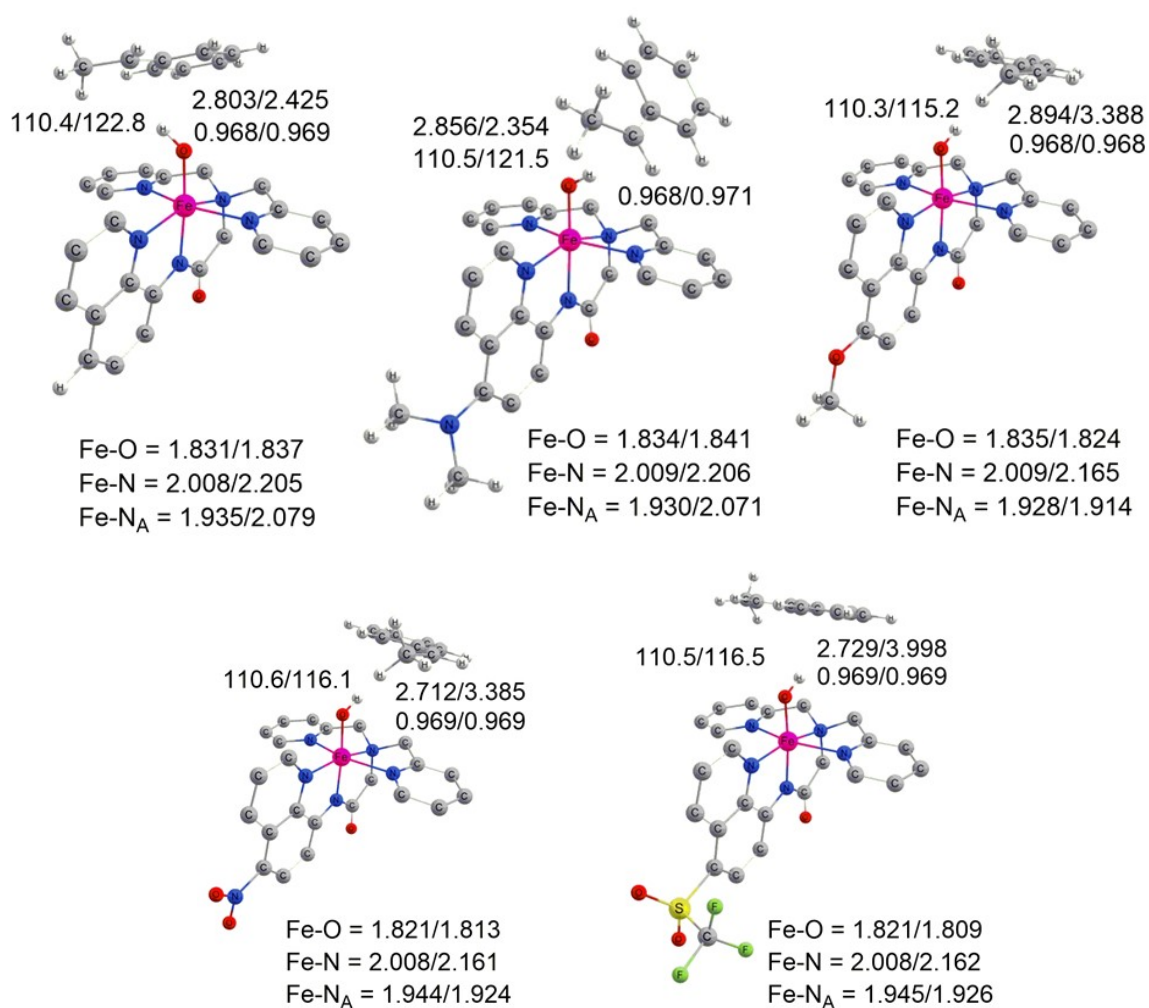 110.4/122.8
2.803/2.425
0.968/0.969
Fe-O = 1.831/1.837
Fe-N = 2.008/2.205
Fe-N_A = 1.935/2.079
2.856/2.354
110.5/121.5
0.968/0.971
Fe-O = 1.834/1.841
Fe-N = 2.009/2.206
Fe-N_A = 1.930/2.071
110.3/115.2
2.894/3.388
0.968/0.968
Fe-O = 1.835/1.824
Fe-N = 2.009/2.165
Fe-N_A = 1.928/1.914
110.6/116.1
2.712/3.385
0.969/0.969
Fe-O = 1.821/1.813
Fe-N = 2.008/2.161
Fe-N_A = 1.944/1.924
110.5/116.5
2.729/3.998
0.969/0.969
Fe-O = 1.821/1.809
Fe-N = 2.008/2.162
Fe-N_A = 1.945/1.926